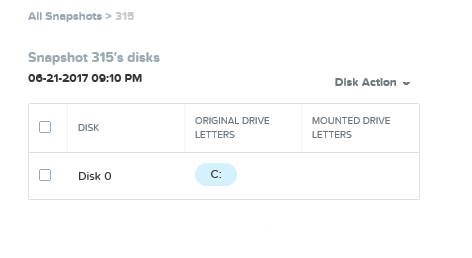 All Snapshots > 315
Snapshot 315's disks
06-21-2017 09:10 PM
Disk Action
DISK
ORIGINAL DRIVE
LETTERS
MOUNTED DRIVE
LETTERS
Disk 0
C: